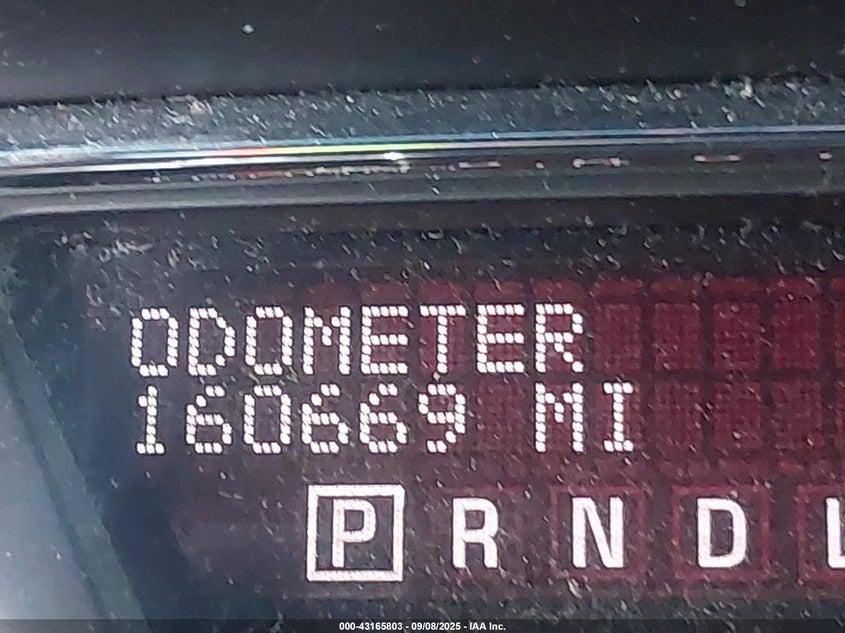 ODOMETER
160669 MI
P R N D
000-43165803 - 09/08/2025 - IAA Inc.